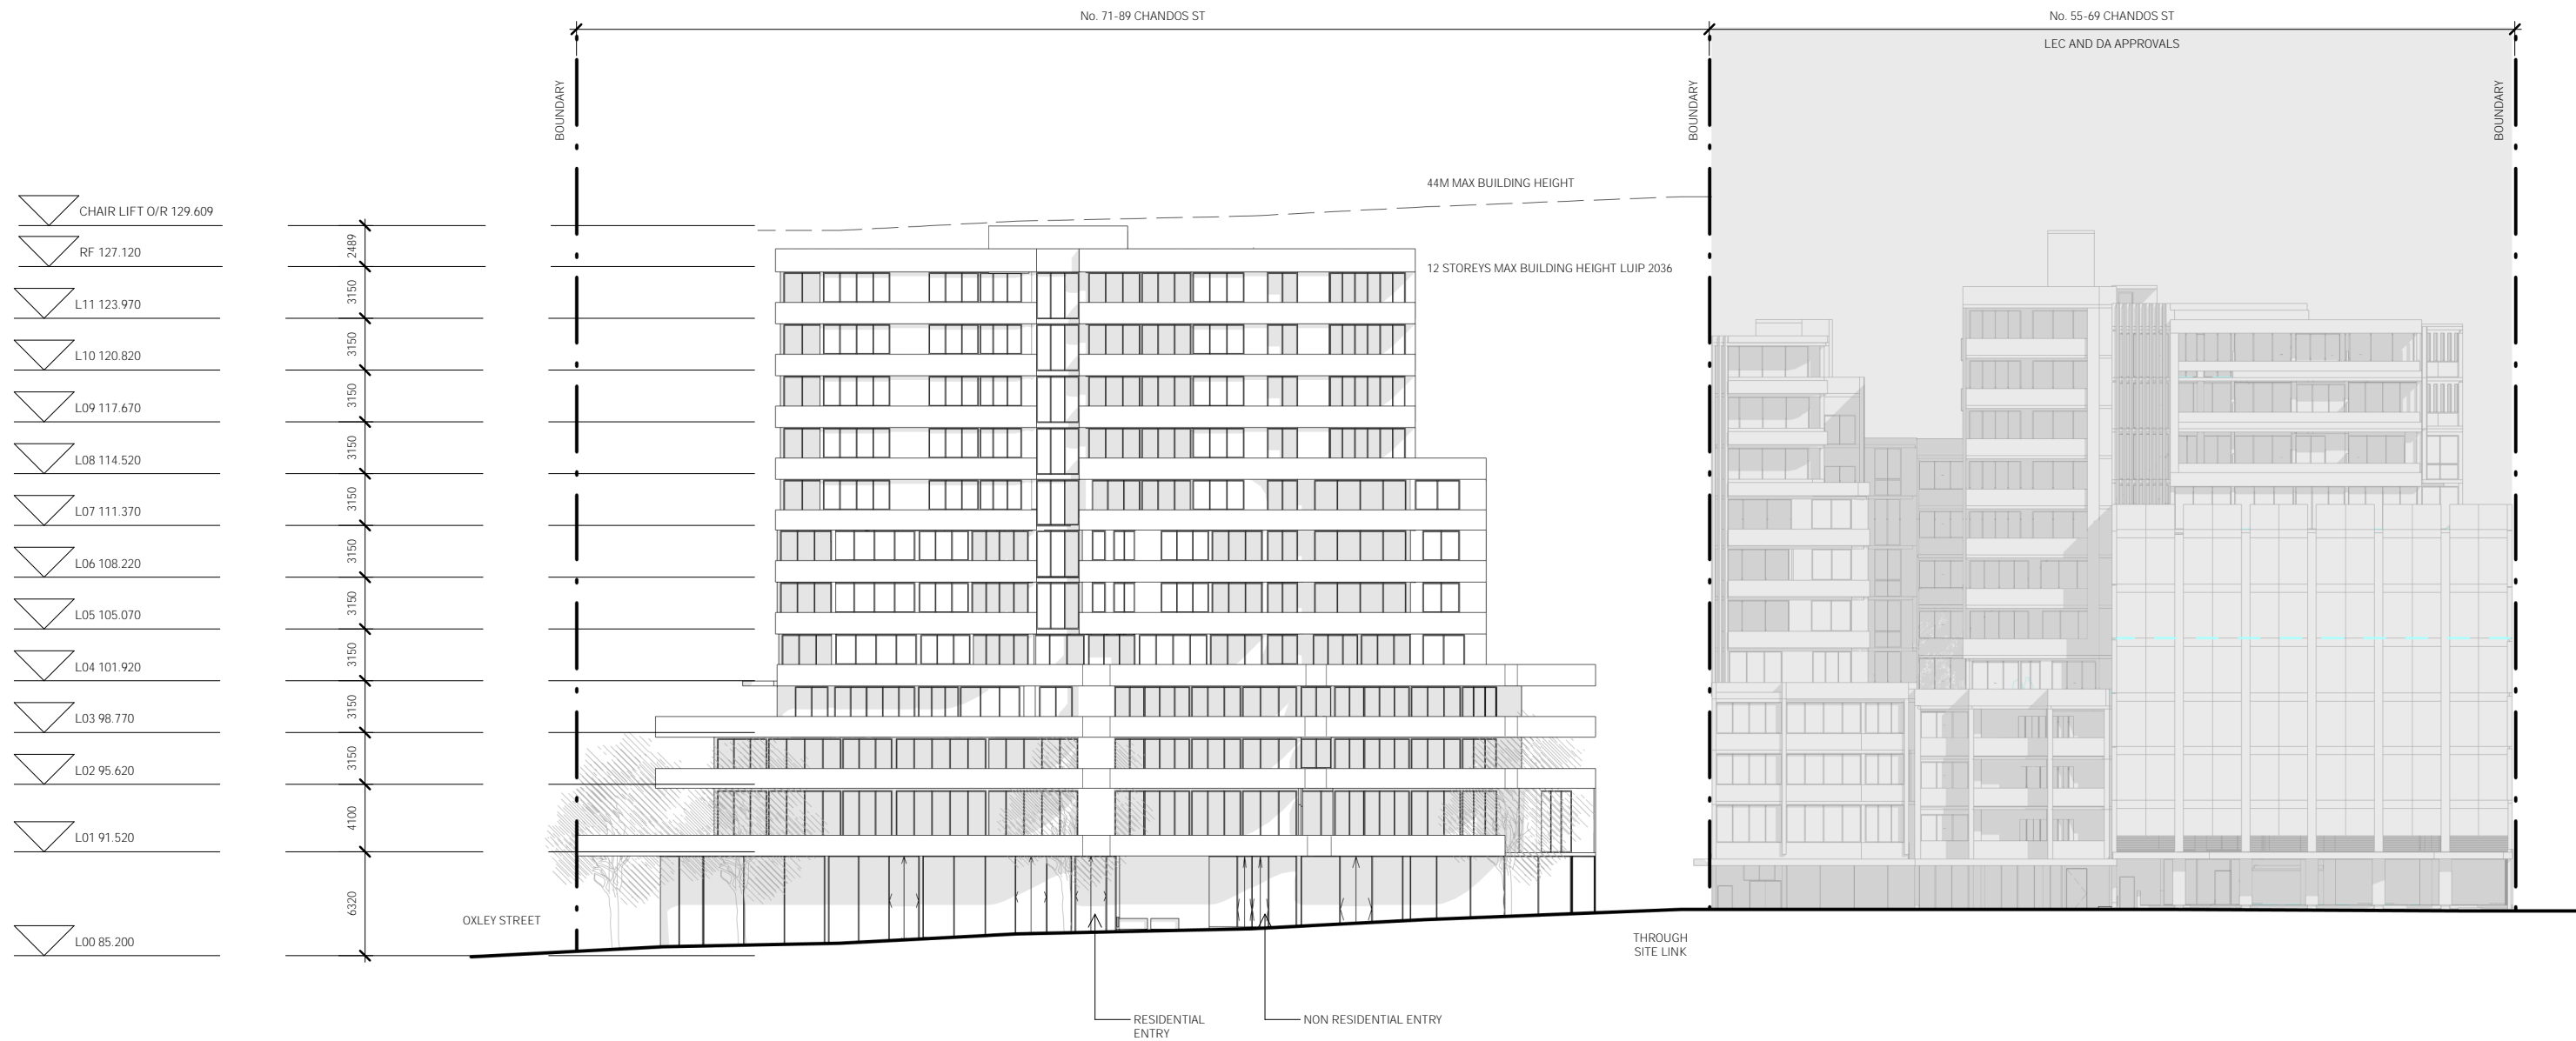 No. 71-89 CHANDOS ST
No. 55-69 CHANDOS ST
LEC AND DA APPROVALS
BOUNDARY
BOUNDARY
BOUNDARY
44M MAX BUILDING HEIGHT
CHAIR LIFT O/R 129.609
2489
RF 127.120
12 STOREYS MAX BUILDING HEIGHT LUIP 2036
3150
L11 123.970
3150
L10 120.820
3150
L09 117.670
3150
L08 114.520
3150
L07 111.370
3150
L06 108.220
3150
L05 105.070
3150
L04 101.920
3150
L03 98.770
3150
L02 95.620
4100
L01 91.520
6320
OXLEY STREET
L00 85.200
THROUGH
SITE LINK
RESIDENTIAL
ENTRY
NON RESIDENTIAL ENTRY